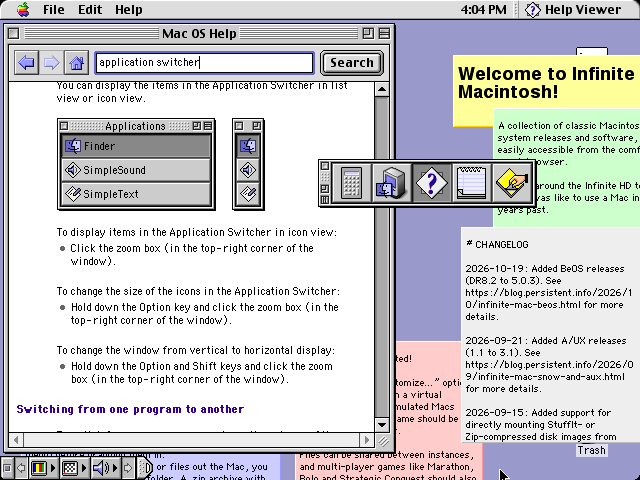 File Edit Help
4:04 PM Help Viewer
Mac OS Help
application switcher
Search
You can display the items in the Application Switcher in list
view or icon view.
Applications
Finder
SimpleSound
SimpleText
To display items in the Application Switcher in icon view:
• Click the zoom box (in the top-right corner of the
window).
To change the size of the icons in the Application Switcher:
• Hold down the Option key and click the zoom box (in the
top-right corner of the window).
To change the window from vertical to horizontal display:
• Hold down the Option and Shift keys and click the zoom
box (in the top-right corner of the window).
Switching from one program to another
Welcome to Infinite
Macintosh!
A collection of classic Macintos
system releases and software,
easily accessible from the comf
browser.
around the Infinite HD to
was like to use a Mac in
years past.
# CHANGELOG
2026-10-19: Added BeOS releases
(DR8.2 to 5.0.3). See
https://blog.persistent.info/2026/1
0/infinite-mac-beos.html for more
details.
2026-09-21: Added A/UX releases
(1.1 to 3.1). See
https://blog.persistent.info/2026/0
9/infinite-mac-snow-and-aux.html
for more details.
2026-09-15: Added support for
directly mounting StuffIt- or
Zip-compressed disk images from
Trash
ted!
tomize..." optio
n a virtual
mulated Macs
ame should be
or files out the Mac, you
folder. A .zip archive with
Files can be shared between instances,
and multi-player games like Marathon,
Bolo and Strategic Conquest should also